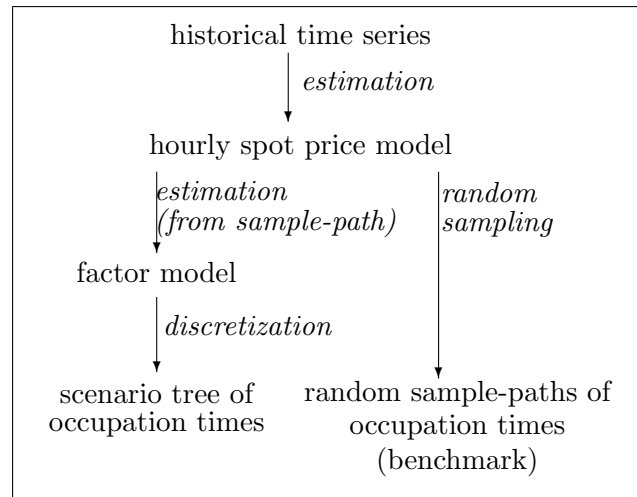 historical time series
estimation
hourly spot price model
estimation
(from sample-path)
random
sampling
factor model
discretization
scenario tree of
occupation times
random sample-paths of
occupation times
(benchmark)